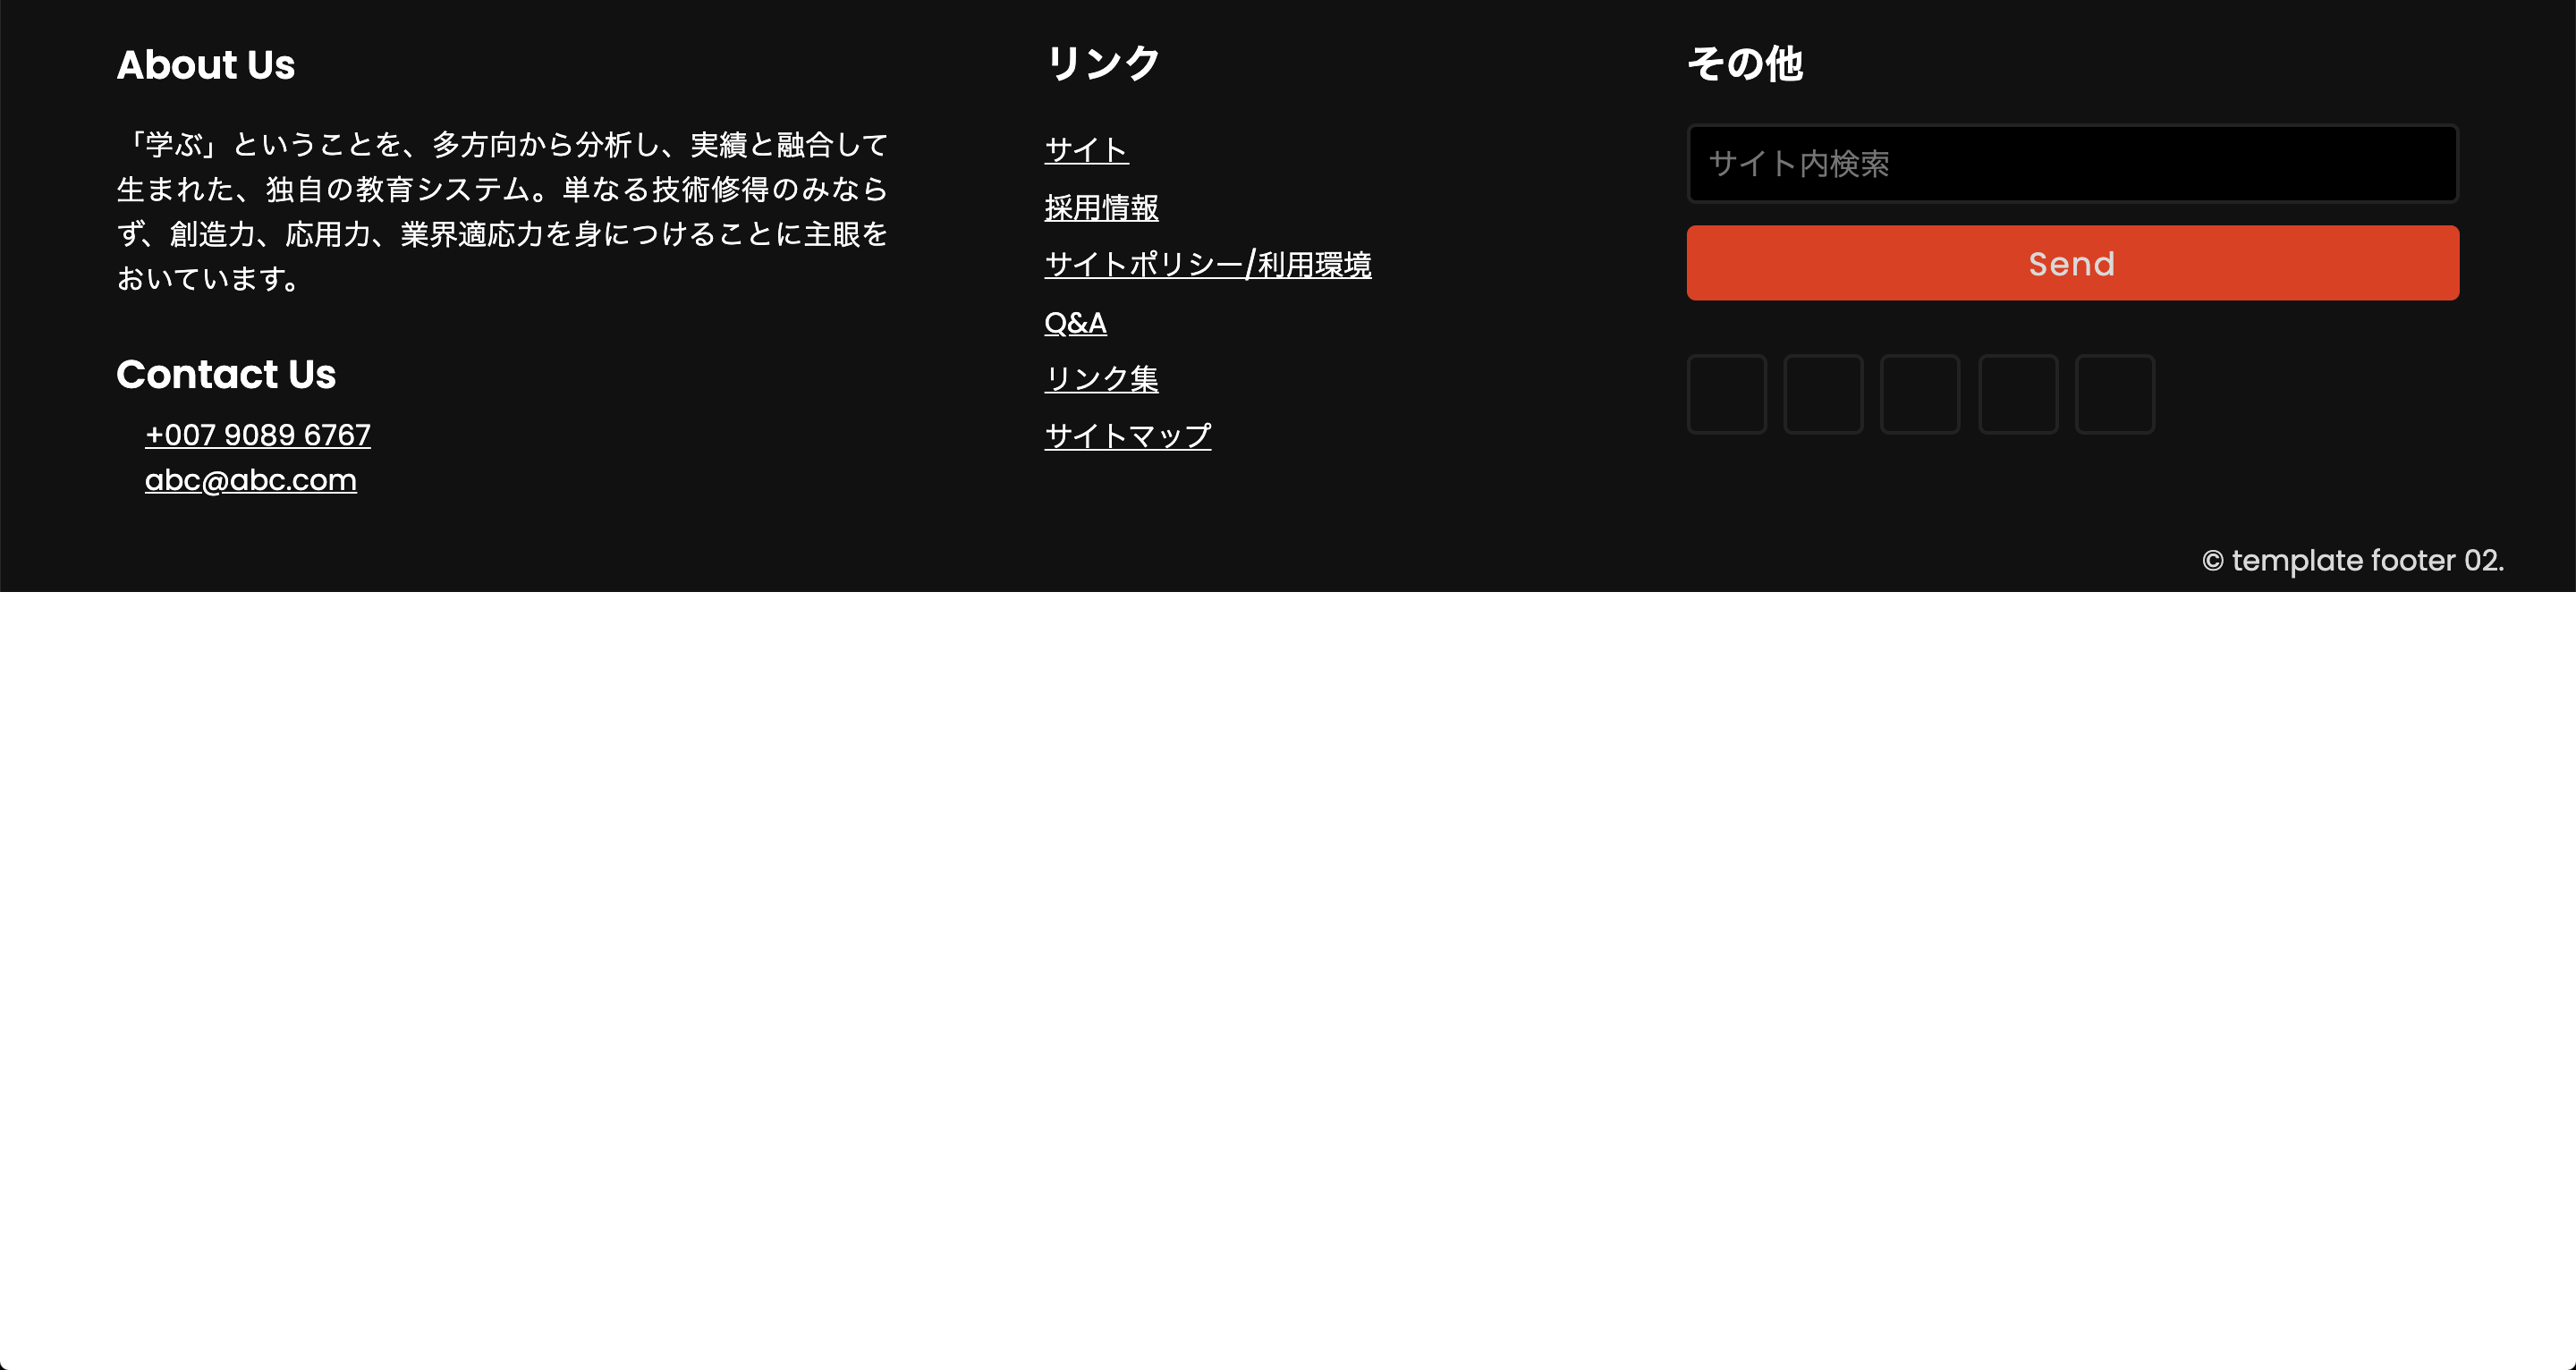 About Us
「学ぶ」ということを、多方向から分析し、実績と融合して
生まれた、独自の教育システム。単なる技術修得のみなら
ず、創造力、応用力、業界適応力を身につけることに主眼を
おいています。
Contact Us
+007 9089 6767
abc@abc.com
リンク
サイト
採用情報
サイトポリシー/利用環境
Q&A
リンク集
サイトマップ
その他
サイト内検索
Send
© template footer 02.